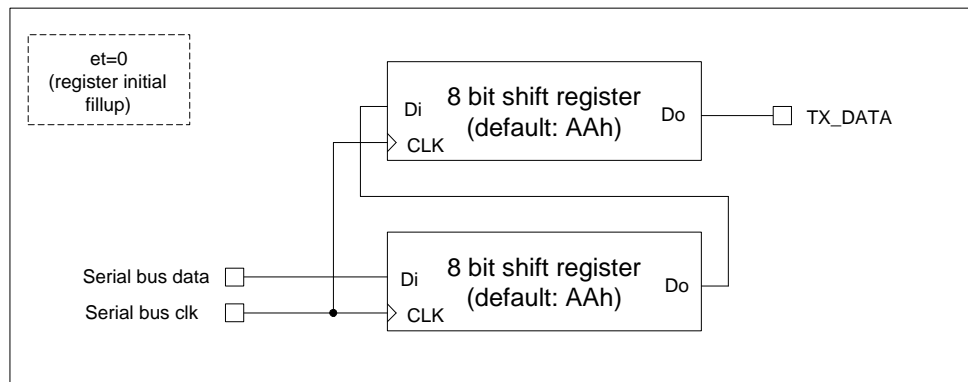 et=0
(register initial
fillup)
8 bit shift register
(default: AAh)
Di
CLK
Do
TX_DATA
8 bit shift register
(default: AAh)
Di
CLK
Do
Serial bus data
Serial bus clk